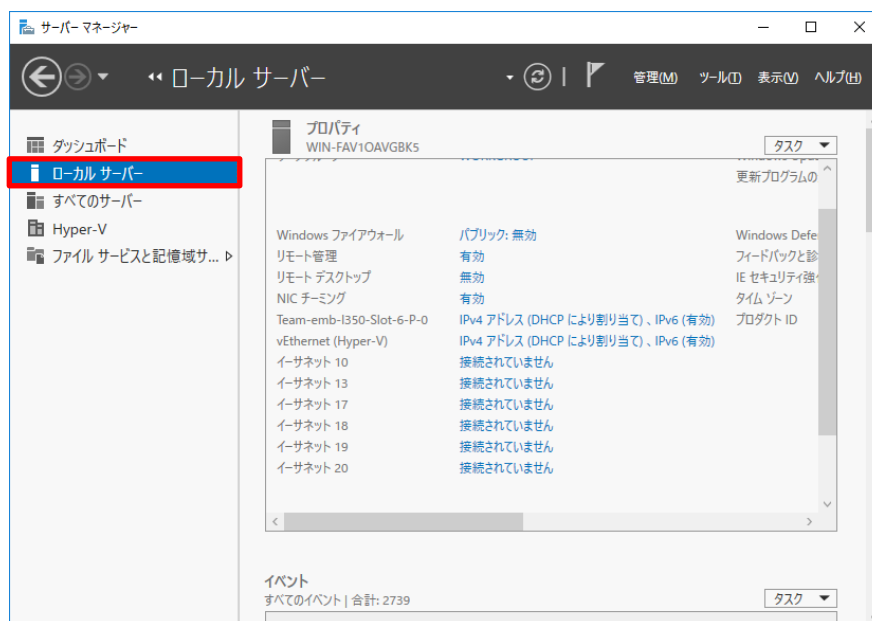 サーバー マネージャー
ローカル サーバー
管理(M) ツール(T) 表示(V) ヘルプ(H)
ダッシュボード
ローカル サーバー
すべてのサーバー
Hyper-V
ファイル サービスと記憶域サ...
プロパティ
WIN-FAV1OAVGBK5
タスク
更新プログラムの
Windows ファイアウォール パブリック: 無効 Windows Defe
リモート管理 有効 フィードバックと診
リモート デスクトップ 無効 IE セキュリティ強
NIC チーミング 有効 タイム ゾーン
Team-emb-I350-Slot-6-P-0 IPv4 アドレス (DHCP により割り当て)、IPv6 (有効) プロダクト ID
vEthernet (Hyper-V) IPv4 アドレス (DHCP により割り当て)、IPv6 (有効)
イーサネット 10 接続されていません
イーサネット 13 接続されていません
イーサネット 17 接続されていません
イーサネット 18 接続されていません
イーサネット 19 接続されていません
イーサネット 20 接続されていません
イベント
すべてのイベント | 合計: 2739
タスク